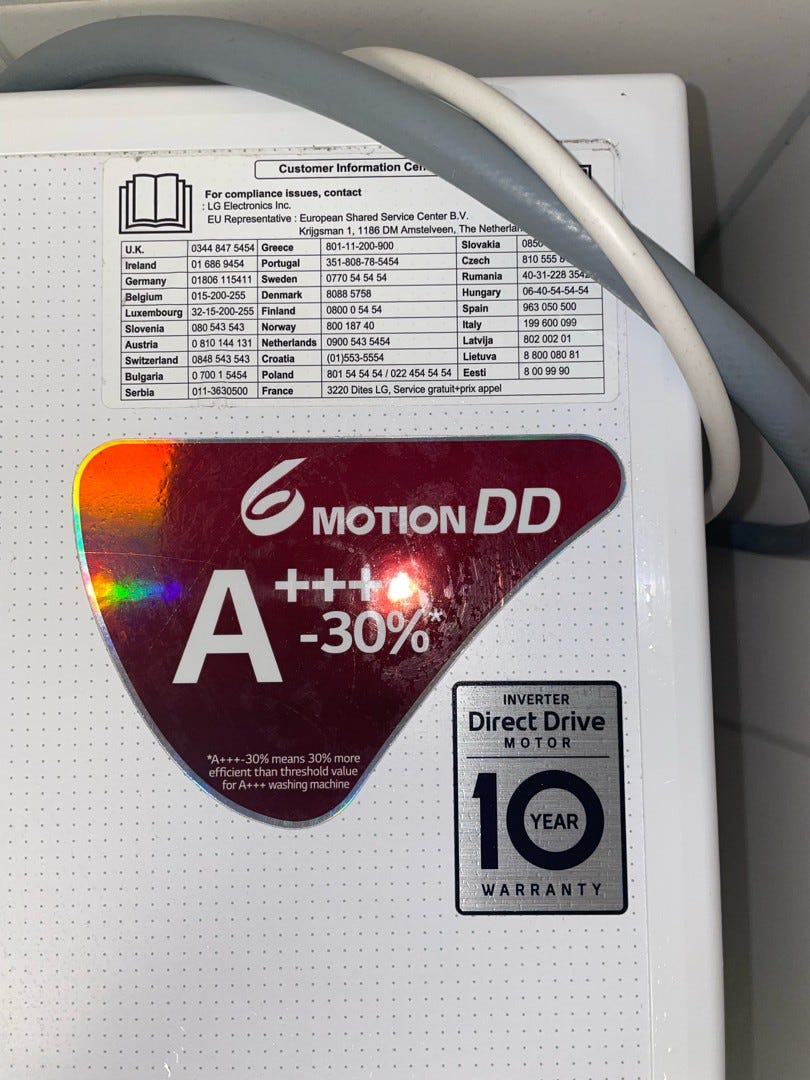 Customer Information
For compliance issues, contact
: LG Electronics Inc.
EU Representative : European Shared Service Center B.V.
Krijgsman 1, 1186 DM Amstelveen, The
U.K. 0344 847 5454 Greece 801-11-200-900 Slovakia
Ireland 01 686 9454 Portugal 351-808-78-5454 Czech 810 555
Germany 01806 115411 Sweden 0770 54 54 54 Rumania 40-31-228 3542
Belgium 015-200-255 Denmark 8088 5758 Hungary 06-40-54-54-54
Luxembourg 32-15-200-255 Finland 0800 0 54 54 Spain 963 050 500
Slovenia 080 543 543 Norway 800 187 40 Italy 199 600 099
Austria 0 810 144 131 Netherlands 0900 543 5454 Latvija 802 002 01
Switzerland 0848 543 543 Croatia (01)553-5554 Lietuva 8 800 080 81
Bulgaria 0 700 1 5454 Poland 801 54 54 54 / 022 454 54 54 Eesti 8 00 99 90
Serbia 011-3630500 France 3220 Dites LG, Service gratuit+prix appel
6 MOTION DD
A+++
-30%*
*A+++-30% means 30% more
efficient than threshold value
for A+++ washing machine
INVERTER
Direct Drive
MOTOR
10 YEAR
WARRANTY